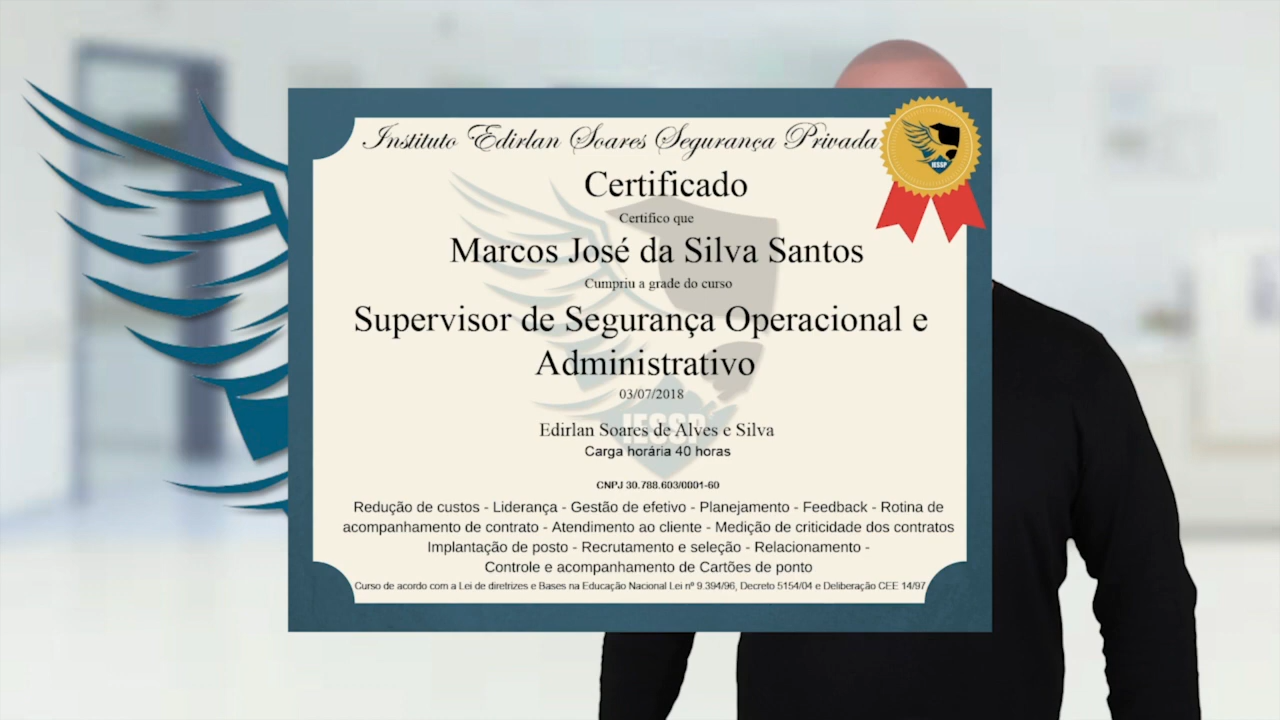 Instituto Edirlan Soares Segurança Privada
IESSP
Certificado
Certifico que
Marcos José da Silva Santos
Cumpriu a grade do curso
Supervisor de Segurança Operacional e
Administrativo
03/07/2018
IESSP
Edirlan Soares de Alves e Silva
Carga horária 40 horas
CNPJ 30.788.603/0001-60
Redução de custos - Liderança - Gestão de efetivo - Planejamento - Feedback - Rotina de
acompanhamento de contrato - Atendimento ao cliente - Medição de criticidade dos contratos
Implantação de posto - Recrutamento e seleção - Relacionamento -
Controle e acompanhamento de Cartões de ponto
Curso de acordo com a Lei de diretrizes e Bases na Educação Nacional Lei nº 9.394/96, Decreto 5154/04 e Deliberação CEE 14/97